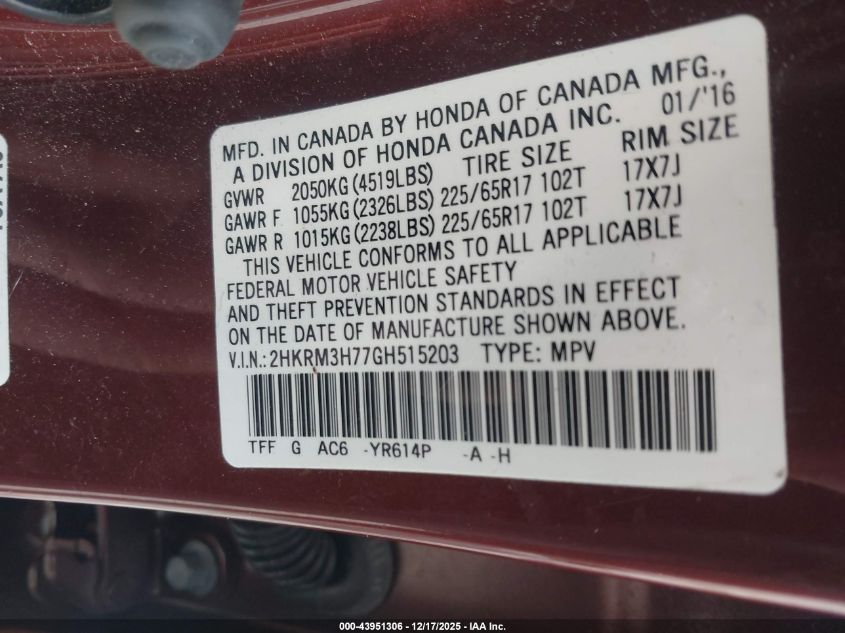 MFD. IN CANADA BY HONDA OF CANADA MFG.,
A DIVISION OF HONDA CANADA INC. 01/'16
GVWR 2050KG (4519LBS) TIRE SIZE RIM SIZE
GAWR F 1055KG (2326LBS) 225/65R17 102T 17X7J
GAWR R 1015KG (2238LBS) 225/65R17 102T 17X7J
THIS VEHICLE CONFORMS TO ALL APPLICABLE
FEDERAL MOTOR VEHICLE SAFETY
AND THEFT PREVENTION STANDARDS IN EFFECT
ON THE DATE OF MANUFACTURE SHOWN ABOVE.
V.I.N.: 2HKRM3H77GH515203 TYPE: MPV
TFF G AC6 -YR614P -A -H
000-43951306 - 12/17/2025 - IAA Inc.